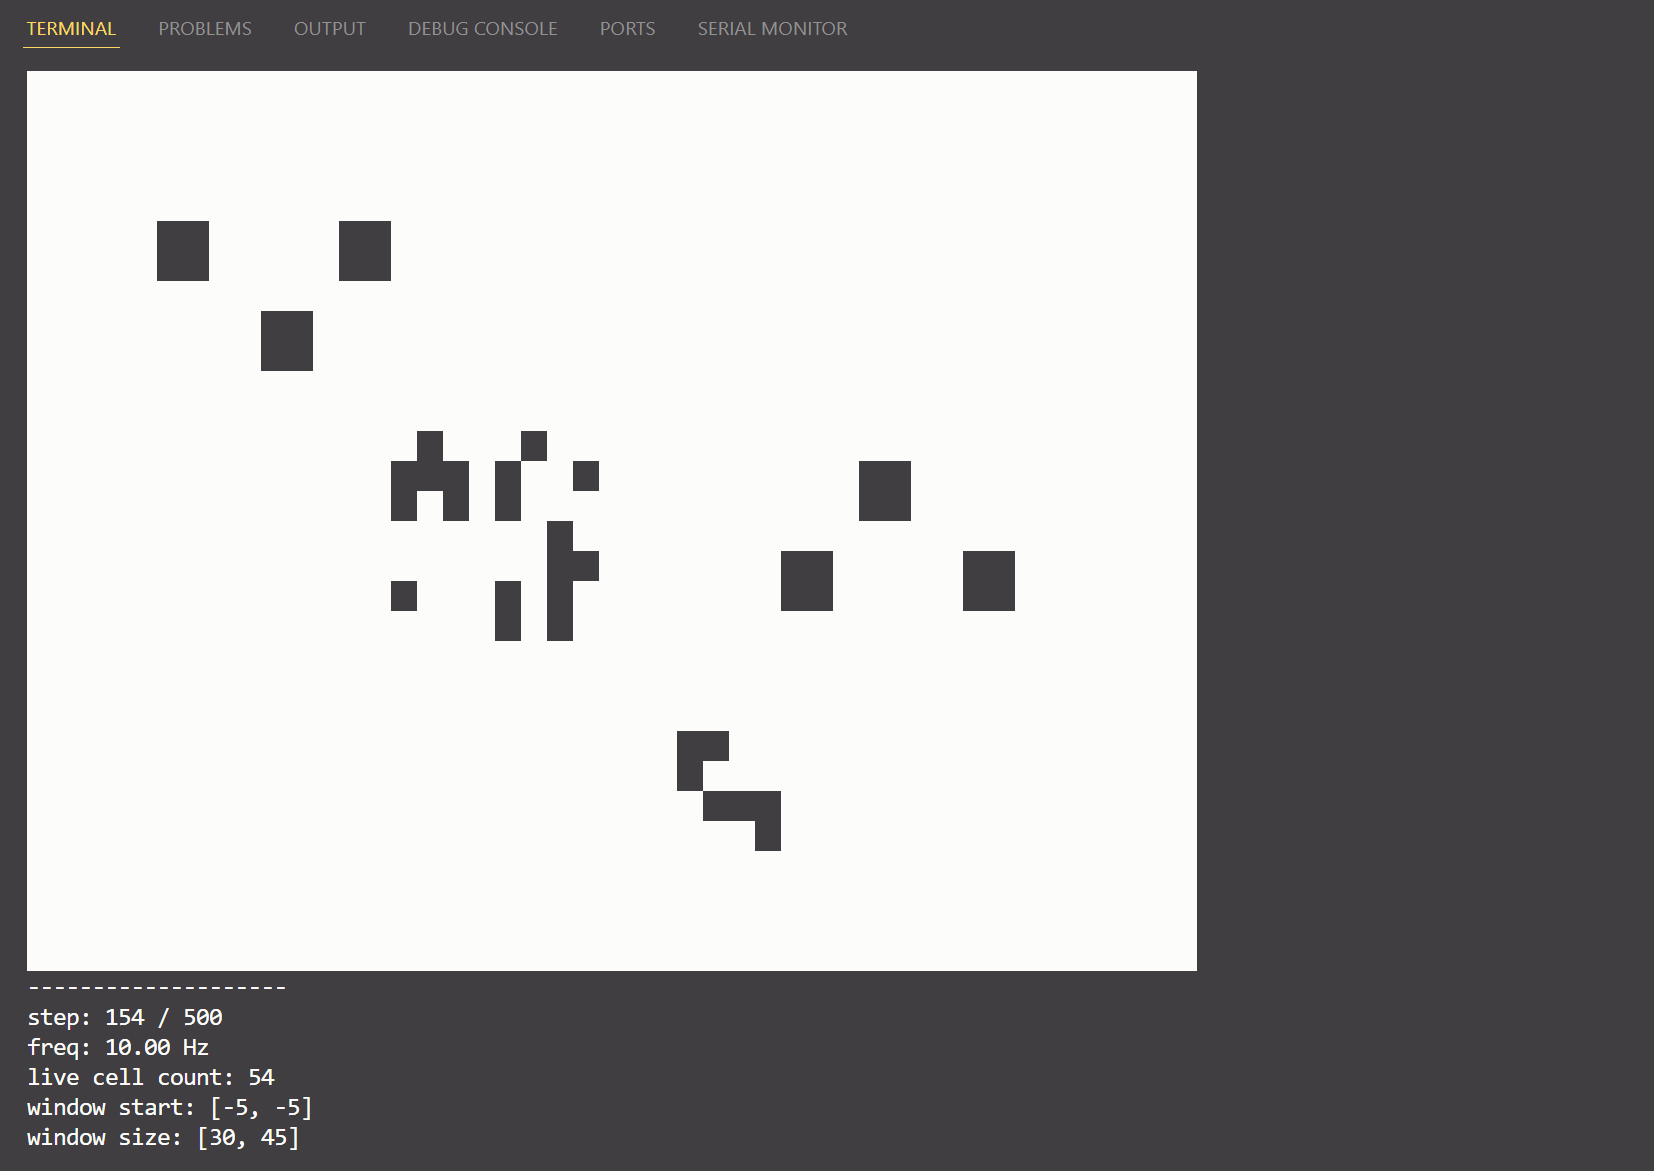 TERMINAL PROBLEMS OUTPUT DEBUG CONSOLE PORTS SERIAL MONITOR
--------------------
step: 154 / 500
freq: 10.00 Hz
live cell count: 54
window start: [-5, -5]
window size: [30, 45]